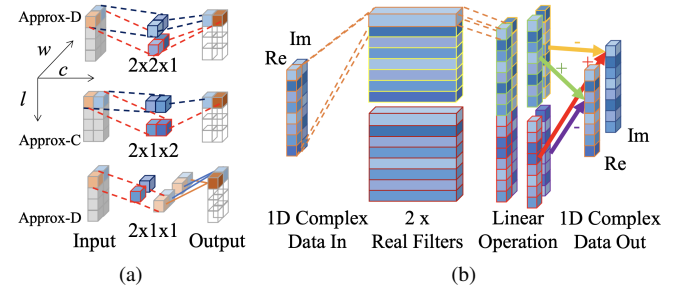 Approx-D
w
c
l
2x2x1
Approx-C
2x1x2
Approx-D
2x1x1
Input
Output
(a)
Im
Re
-
+
+
-
Im
Re
1D Complex
Data In
2 x
Real Filters
Linear
Operation
1D Complex
Data Out
(b)